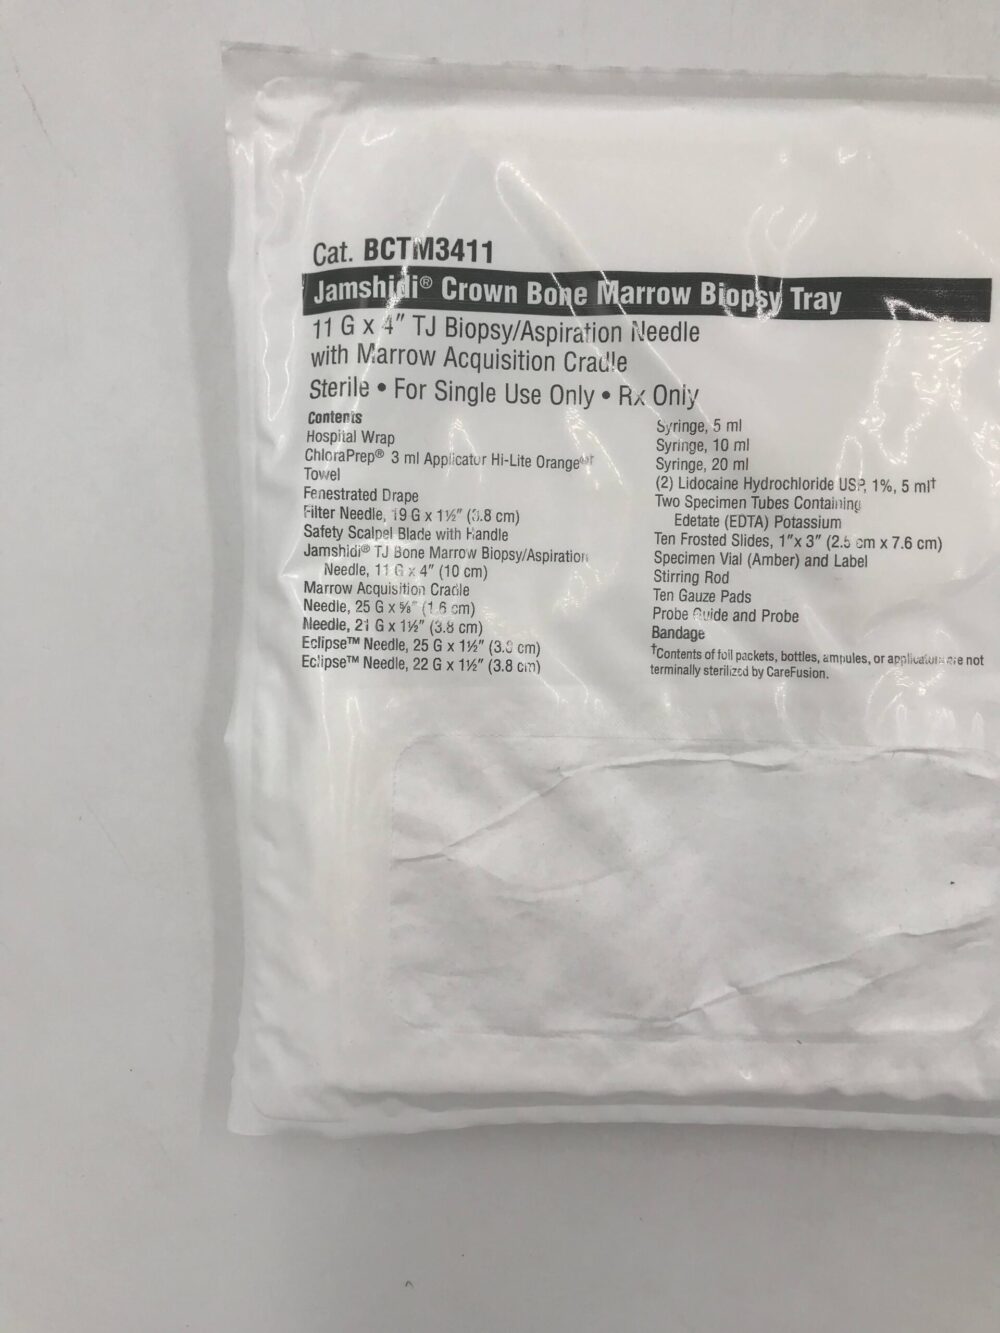 Cat. BCTM3411
Jamshidi® Crown Bone Marrow Biopsy Tray
11 G x 4" TJ Biopsy/Aspiration Needle
with Marrow Acquisition Cradle
Sterile • For Single Use Only • Rx Only
Contents
Hospital Wrap
ChloraPrep® 3 ml Applicator Hi-Lite Orange®†
Towel
Fenestrated Drape
Filter Needle, 19 G x 1½" (3.8 cm)
Safety Scalpel Blade with Handle
Jamshidi® TJ Bone Marrow Biopsy/Aspiration
Needle, 11 G x 4" (10 cm)
Marrow Acquisition Cradle
Needle, 25 G x ⅝" (1.6 cm)
Needle, 21 G x 1½" (3.8 cm)
Eclipse™ Needle, 25 G x 1½" (3.8 cm)
Eclipse™ Needle, 22 G x 1½" (3.8 cm)
Syringe, 5 ml
Syringe, 10 ml
Syringe, 20 ml
(2) Lidocaine Hydrochloride USP, 1%, 5 ml†
Two Specimen Tubes Containing
Edetate (EDTA) Potassium
Ten Frosted Slides, 1"x 3" (2.5 cm x 7.6 cm)
Specimen Vial (Amber) and Label
Stirring Rod
Ten Gauze Pads
Probe Guide and Probe
Bandage
†Contents of foil packets, bottles, ampules, or applicators are not
terminally sterilized by CareFusion.